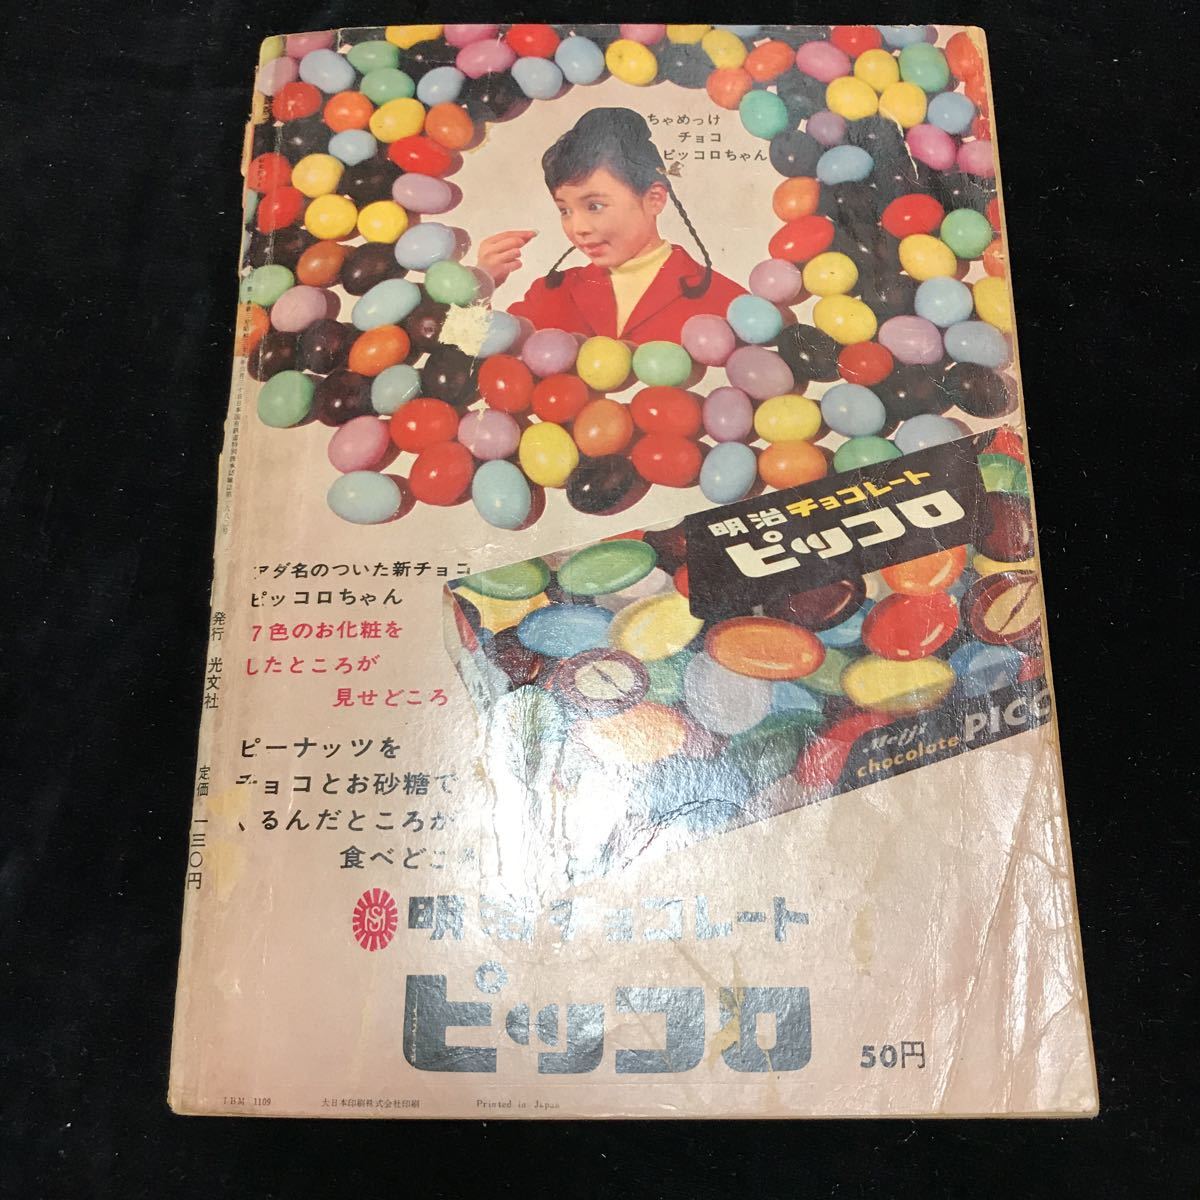 ちゃめっけ
チョコ
ピッコロちゃん
明治チョコレート
ピッコロ
Meiji
chocolate PICC
アダ名のついた新チョコ
ピッコロちゃん
7色のお化粧を
したところが
見せどころ
ピーナッツを
チョコとお砂糖で
るんだところが
食べどころ
明治チョコレート
ピッコロ
50円
発行 光文社
定価 一三〇円
IBM 1109
大日本印刷株式会社印刷
Printed in Japan